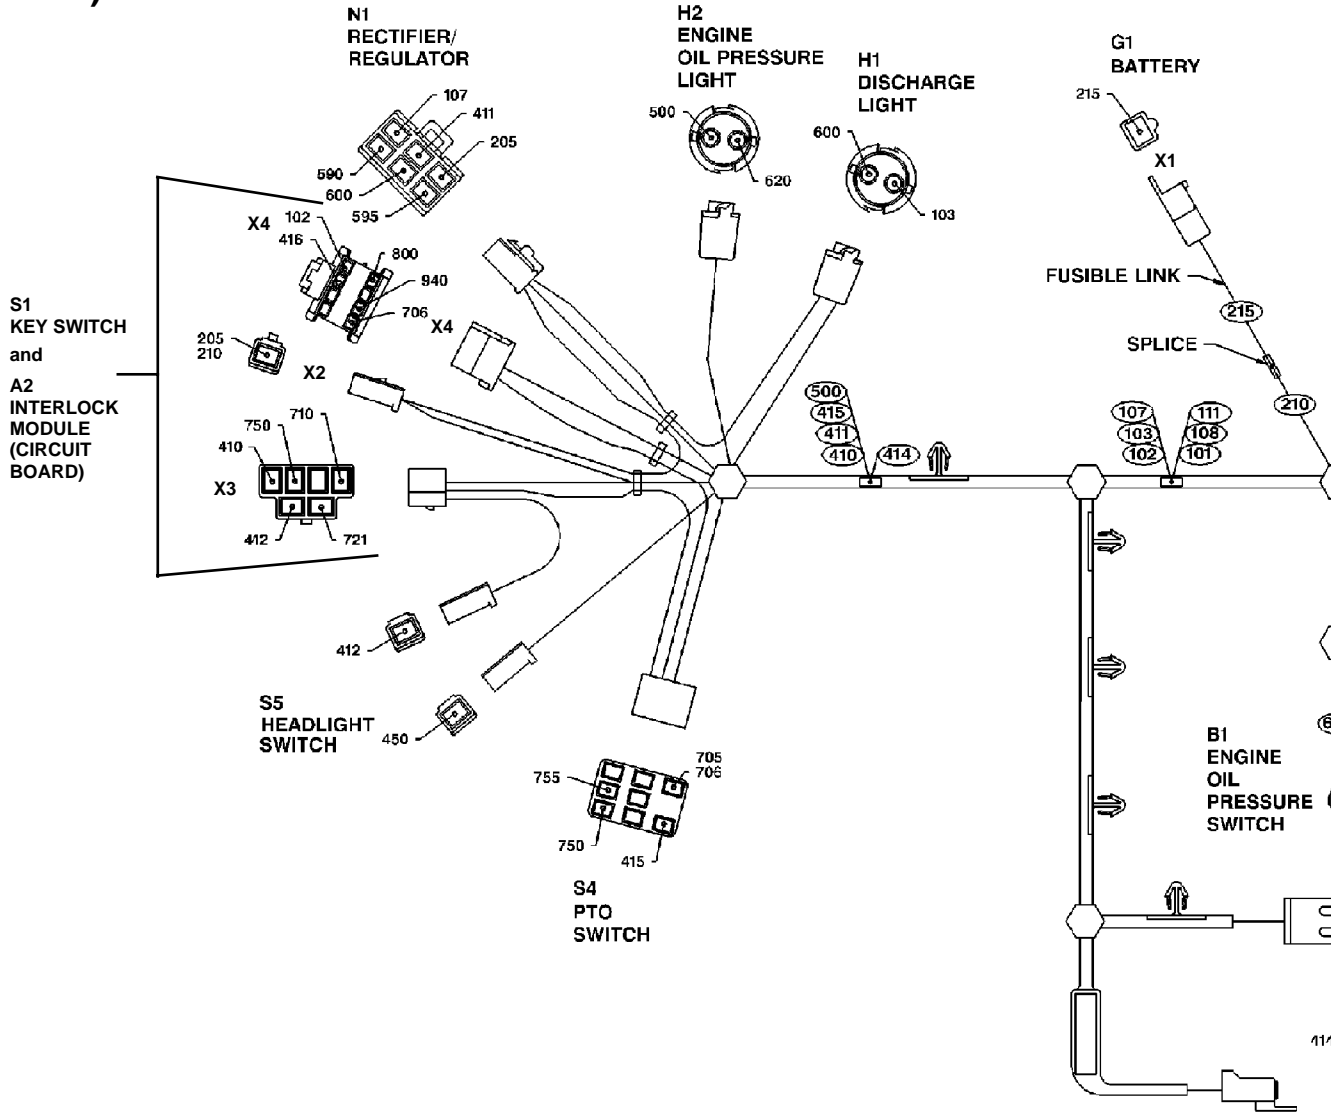 N1
RECTIFIER/
REGULATOR
107
411
205
590
600
595
H2
ENGINE
OIL PRESSURE
LIGHT
500
620
H1
DISCHARGE
LIGHT
600
103
G1
BATTERY
215
X1
FUSIBLE LINK
215
SPLICE
210
S1
KEY SWITCH
and
A2
INTERLOCK
MODULE
(CIRCUIT
BOARD)
X4
102
416
800
940
706
X4
205
210
X2
710
750
410
X3
412
721
500
415
411
410
414
107
103
102
111
108
101
412
S5
HEADLIGHT
SWITCH
450
755
705
706
750
415
S4
PTO
SWITCH
B1
ENGINE
OIL
PRESSURE
SWITCH